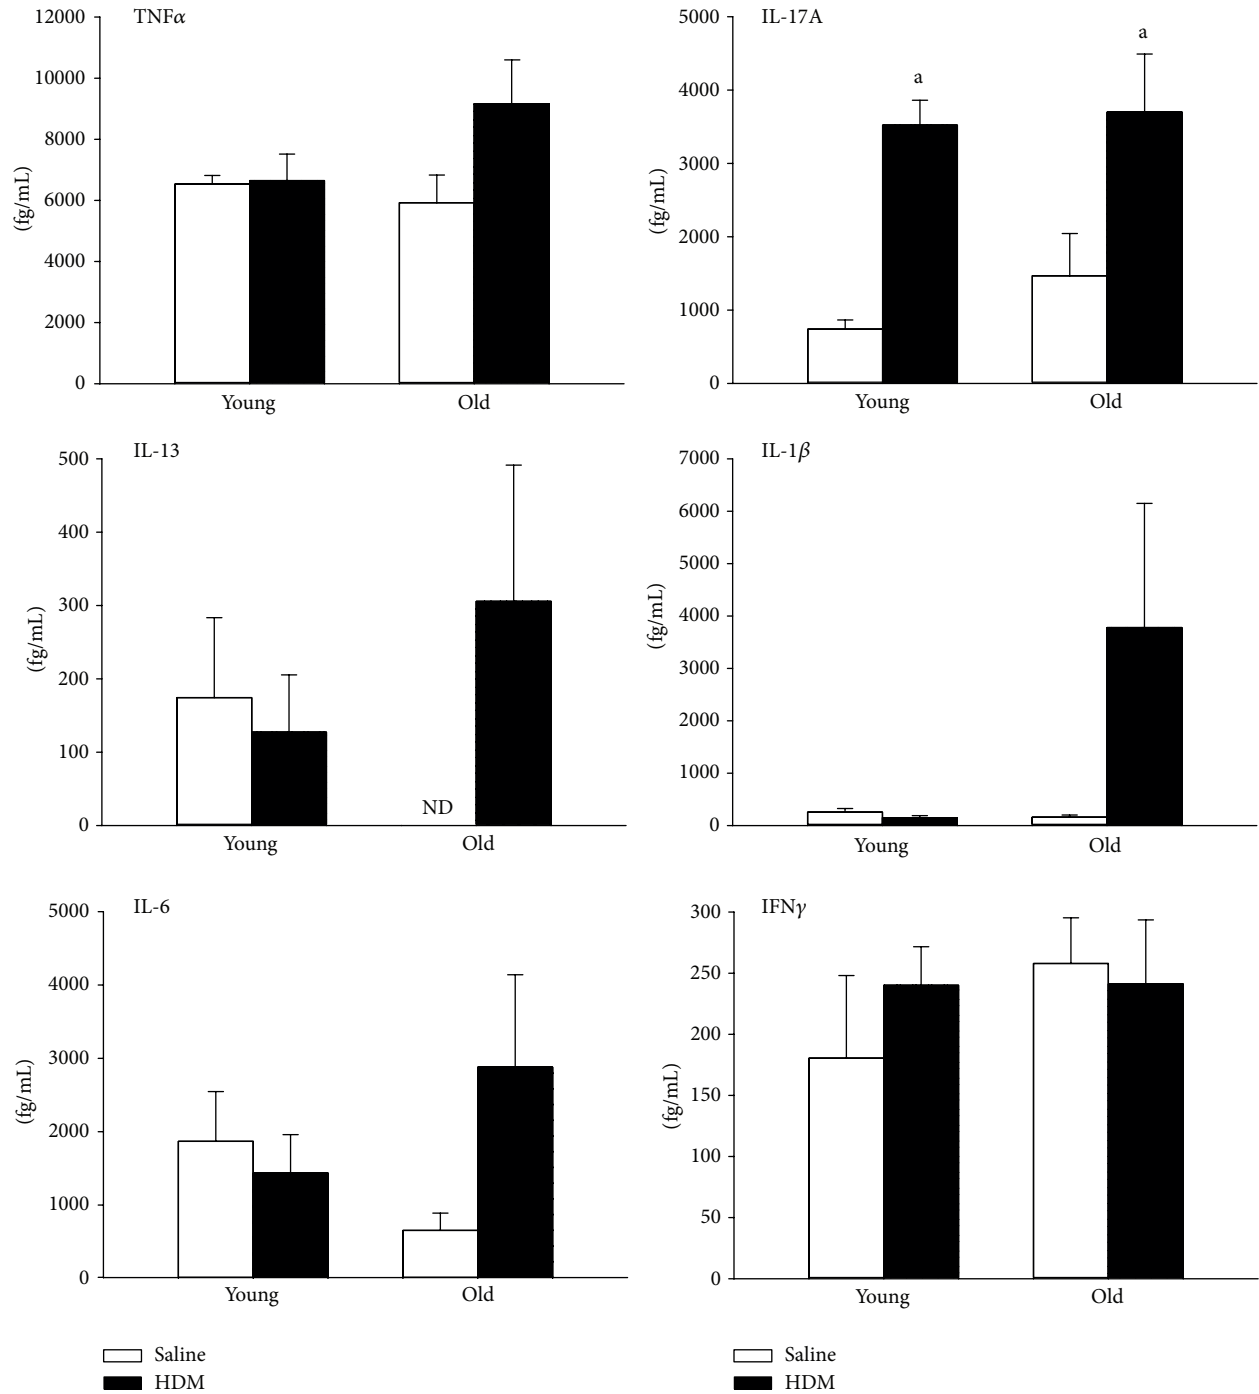 TNFα
12000
10000
8000
6000
4000
2000
0
(fg/mL)
Young Old
IL-17A
5000
4000
3000
2000
1000
0
(fg/mL)
a
a
Young Old
IL-13
500
400
300
200
100
0
(fg/mL)
ND
Young Old
IL-1β
7000
6000
5000
4000
3000
2000
1000
0
(fg/mL)
Young Old
IL-6
5000
4000
3000
2000
1000
0
(fg/mL)
Young Old
Saline
HDM
IFNγ
300
250
200
150
100
50
0
(fg/mL)
Young Old
Saline
HDM